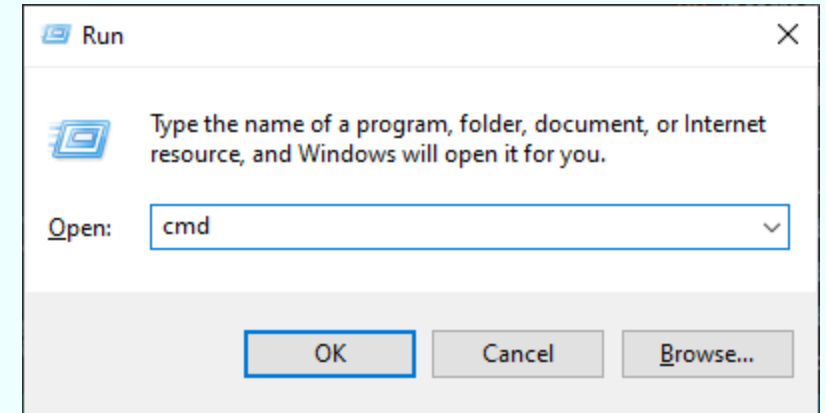 Run
Type the name of a program, folder, document, or Internet
resource, and Windows will open it for you.
Open: cmd
OK Cancel Browse...